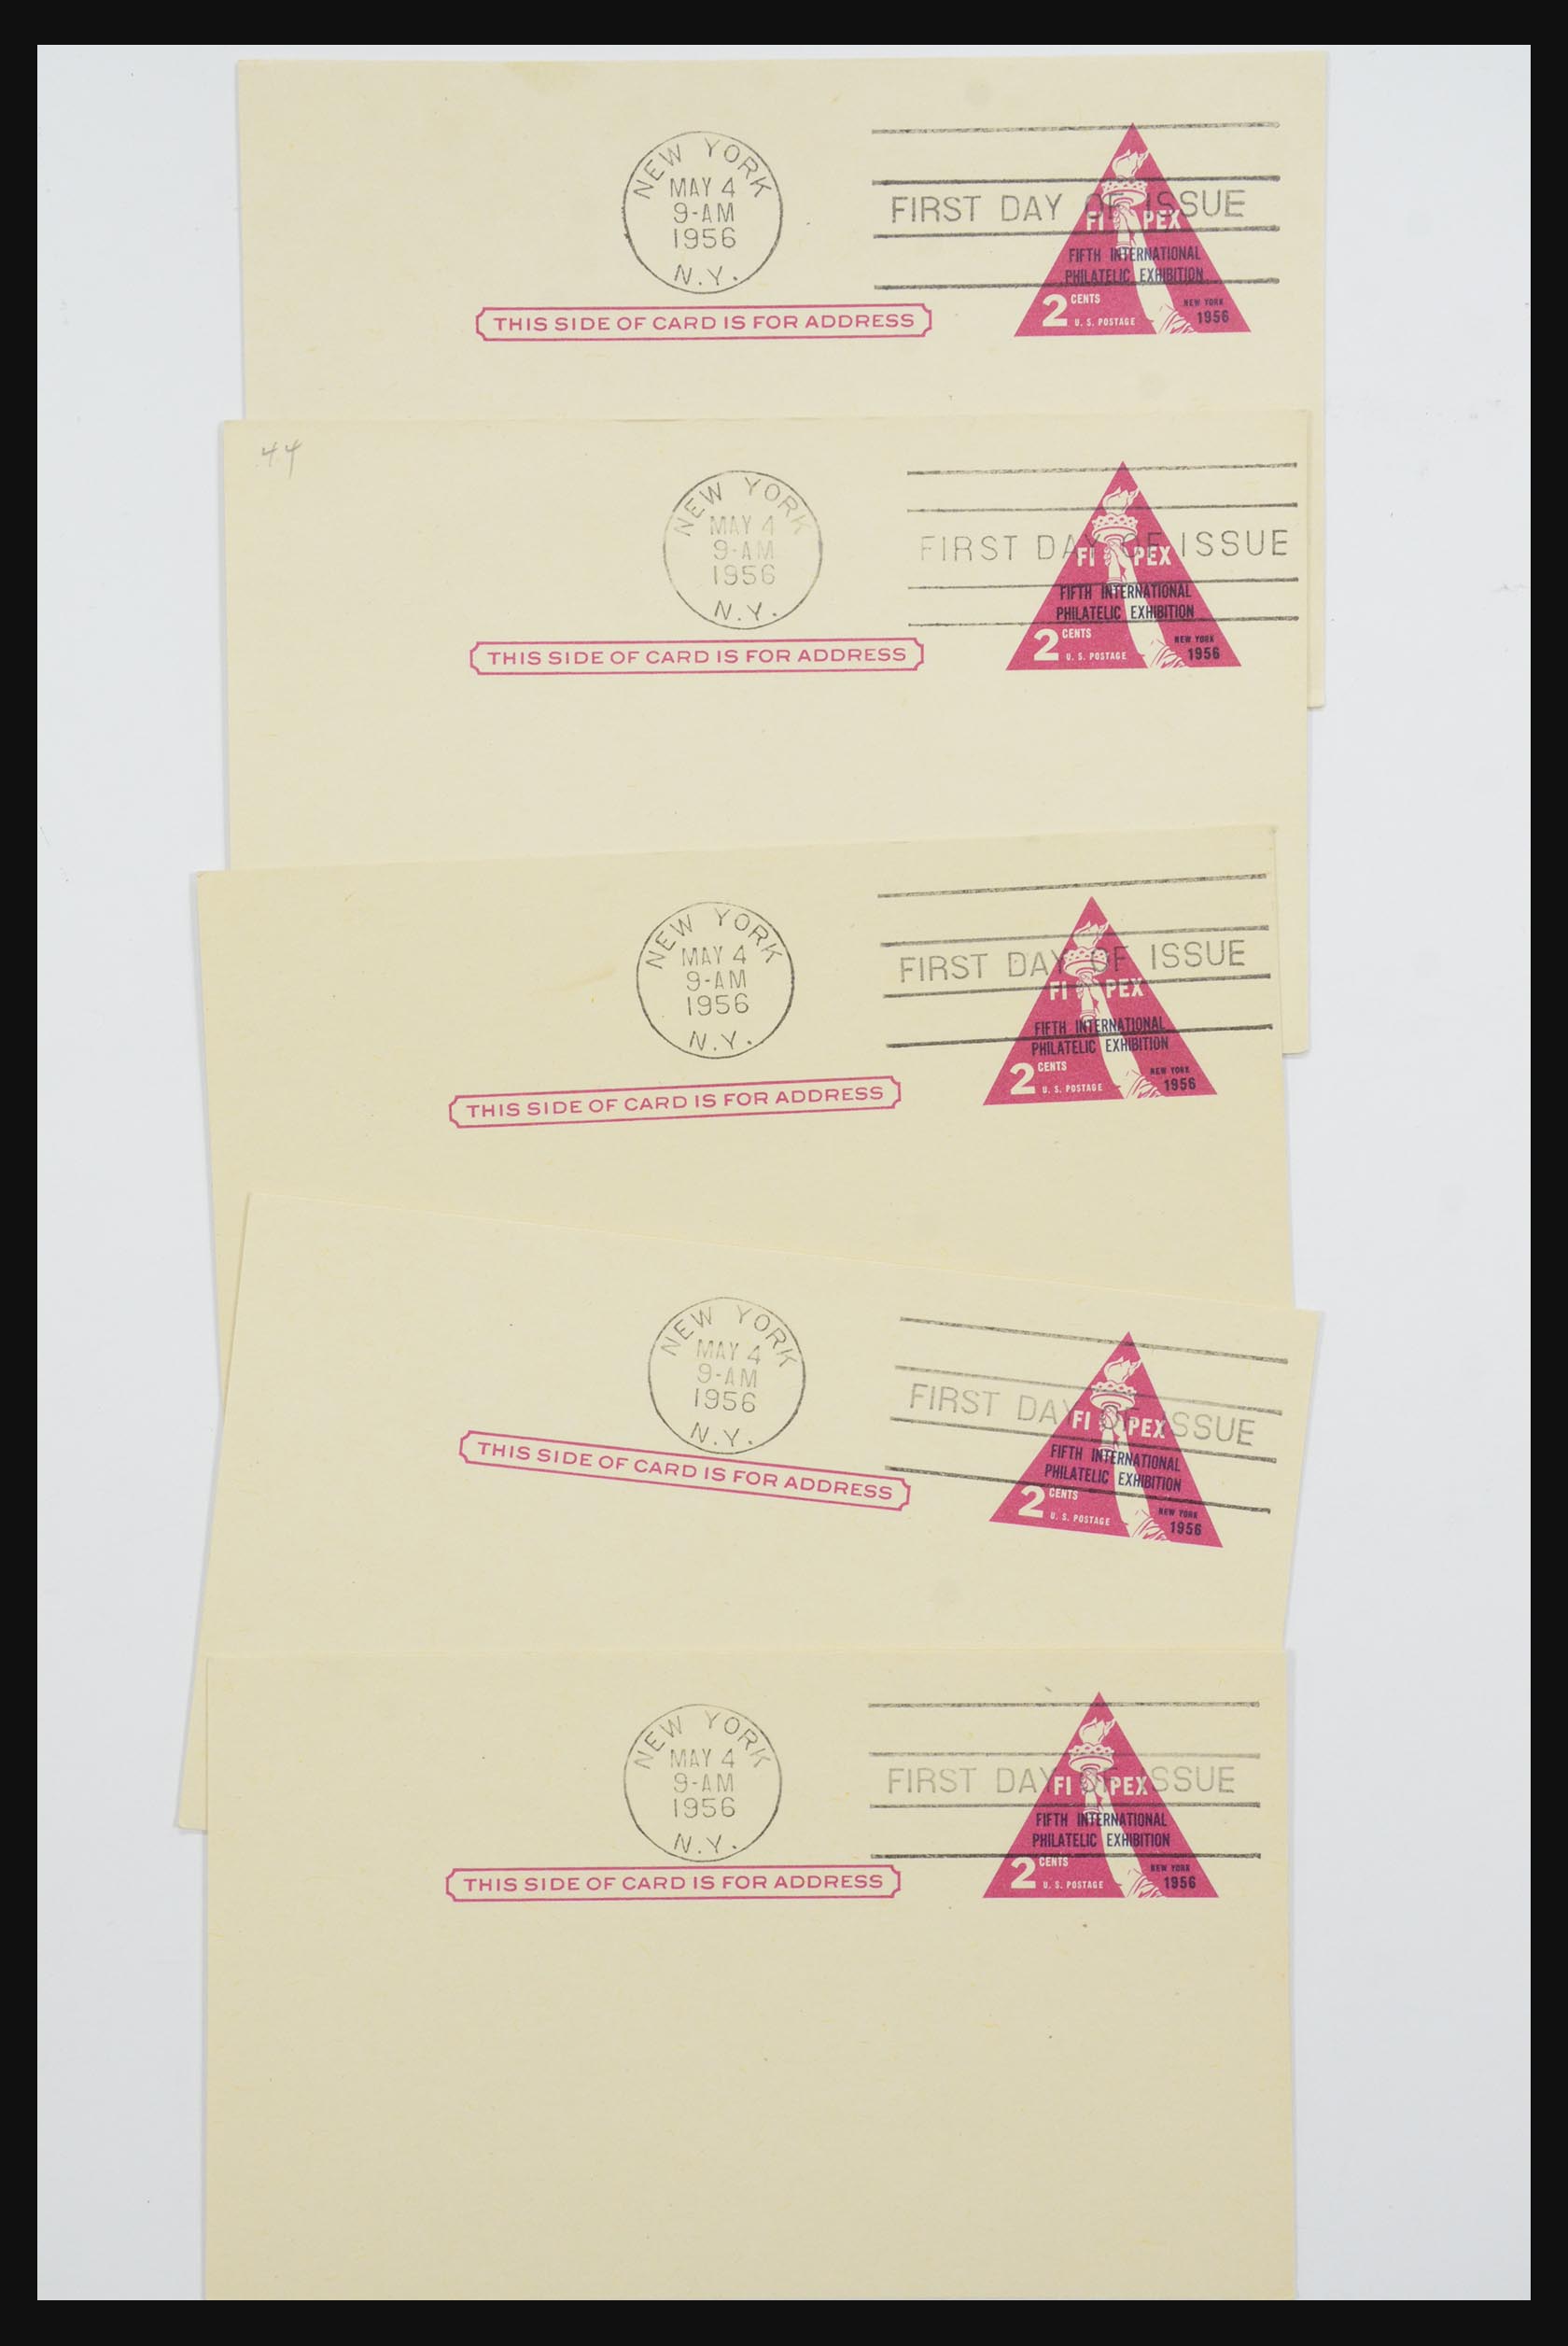 NEW YORK
MAY 4
9-AM
1956
N.Y.
FIRST DAY OF ISSUE
FIPEX
FIFTH INTERNATIONAL
PHILATELIC EXHIBITION
2 CENTS
U. S. POSTAGE
NEW YORK
1956
THIS SIDE OF CARD IS FOR ADDRESS
44
NEW YORK
MAY 4
9-AM
1956
N.Y.
FIRST DAY OF ISSUE
FIPEX
FIFTH INTERNATIONAL
PHILATELIC EXHIBITION
2 CENTS
U. S. POSTAGE
NEW YORK
1956
THIS SIDE OF CARD IS FOR ADDRESS
NEW YORK
MAY 4
9-AM
1956
N.Y.
FIRST DAY OF ISSUE
FIPEX
FIFTH INTERNATIONAL
PHILATELIC EXHIBITION
2 CENTS
U. S. POSTAGE
NEW YORK
1956
THIS SIDE OF CARD IS FOR ADDRESS
NEW YORK
MAY 4
9-AM
1956
N.Y.
FIRST DAY OF ISSUE
FIPEX
FIFTH INTERNATIONAL
PHILATELIC EXHIBITION
2 CENTS
U. S. POSTAGE
NEW YORK
1956
THIS SIDE OF CARD IS FOR ADDRESS
NEW YORK
MAY 4
9-AM
1956
N.Y.
FIRST DAY OF ISSUE
FIPEX
FIFTH INTERNATIONAL
PHILATELIC EXHIBITION
2 CENTS
U. S. POSTAGE
NEW YORK
1956
THIS SIDE OF CARD IS FOR ADDRESS